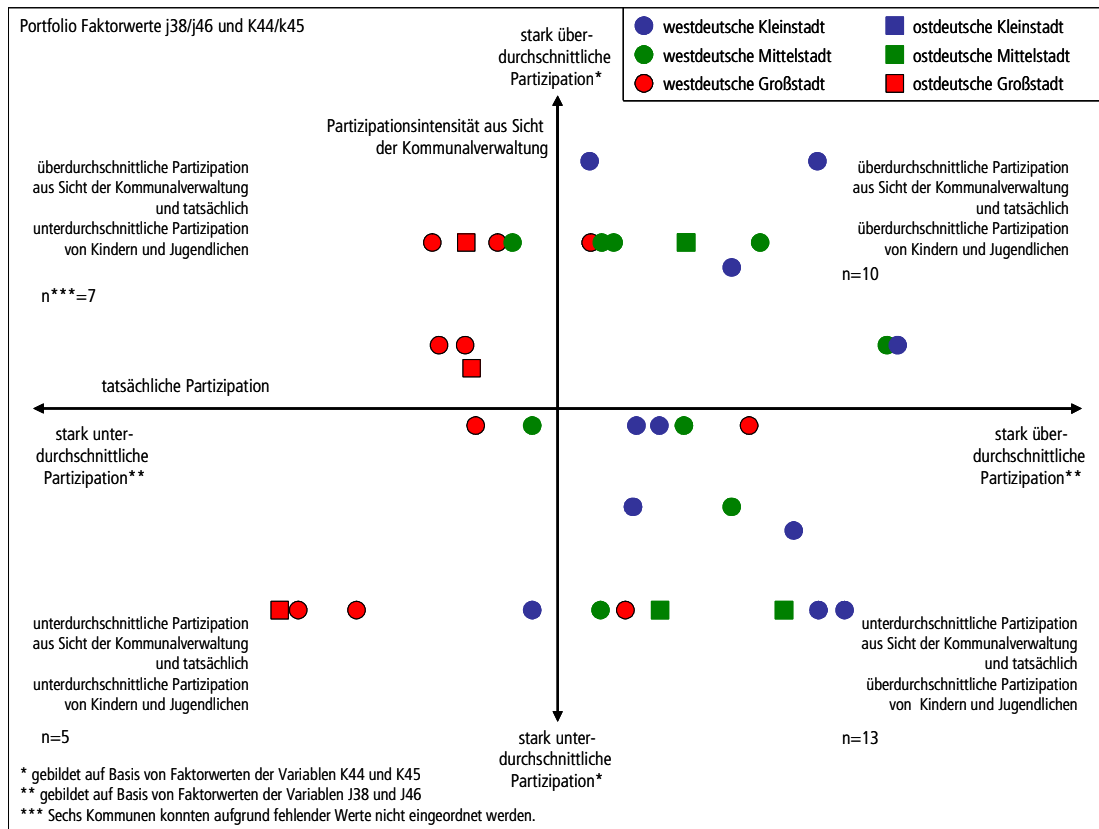 Portfolio Faktorwerte j38/j46 und K44/k45
stark über-
durchschnittliche
Partizipation*
westdeutsche Kleinstadt
ostdeutsche Kleinstadt
westdeutsche Mittelstadt
ostdeutsche Mittelstadt
westdeutsche Großstadt
ostdeutsche Großstadt
Partizipationsintensität aus Sicht
der Kommunalverwaltung
überdurchschnittliche Partizipation
aus Sicht der Kommunalverwaltung
und tatsächlich
unterdurchschnittliche Partizipation
von Kindern und Jugendlichen
n***=7
überdurchschnittliche Partizipation
aus Sicht der Kommunalverwaltung
und tatsächlich
überdurchschnittliche Partizipation
von Kindern und Jugendlichen
n=10
tatsächliche Partizipation
stark unter-
durchschnittliche
Partizipation**
stark über-
durchschnittliche
Partizipation**
unterdurchschnittliche Partizipation
aus Sicht der Kommunalverwaltung
und tatsächlich
unterdurchschnittliche Partizipation
von Kindern und Jugendlichen
n=5
unterdurchschnittliche Partizipation
aus Sicht der Kommunalverwaltung
und tatsächlich
überdurchschnittliche Partizipation
von Kindern und Jugendlichen
n=13
stark unter-
durchschnittliche
Partizipation*
* gebildet auf Basis von Faktorwerten der Variablen K44 und K45
** gebildet auf Basis von Faktorwerten der Variablen J38 und J46
*** Sechs Kommunen konnten aufgrund fehlender Werte nicht eingeordnet werden.